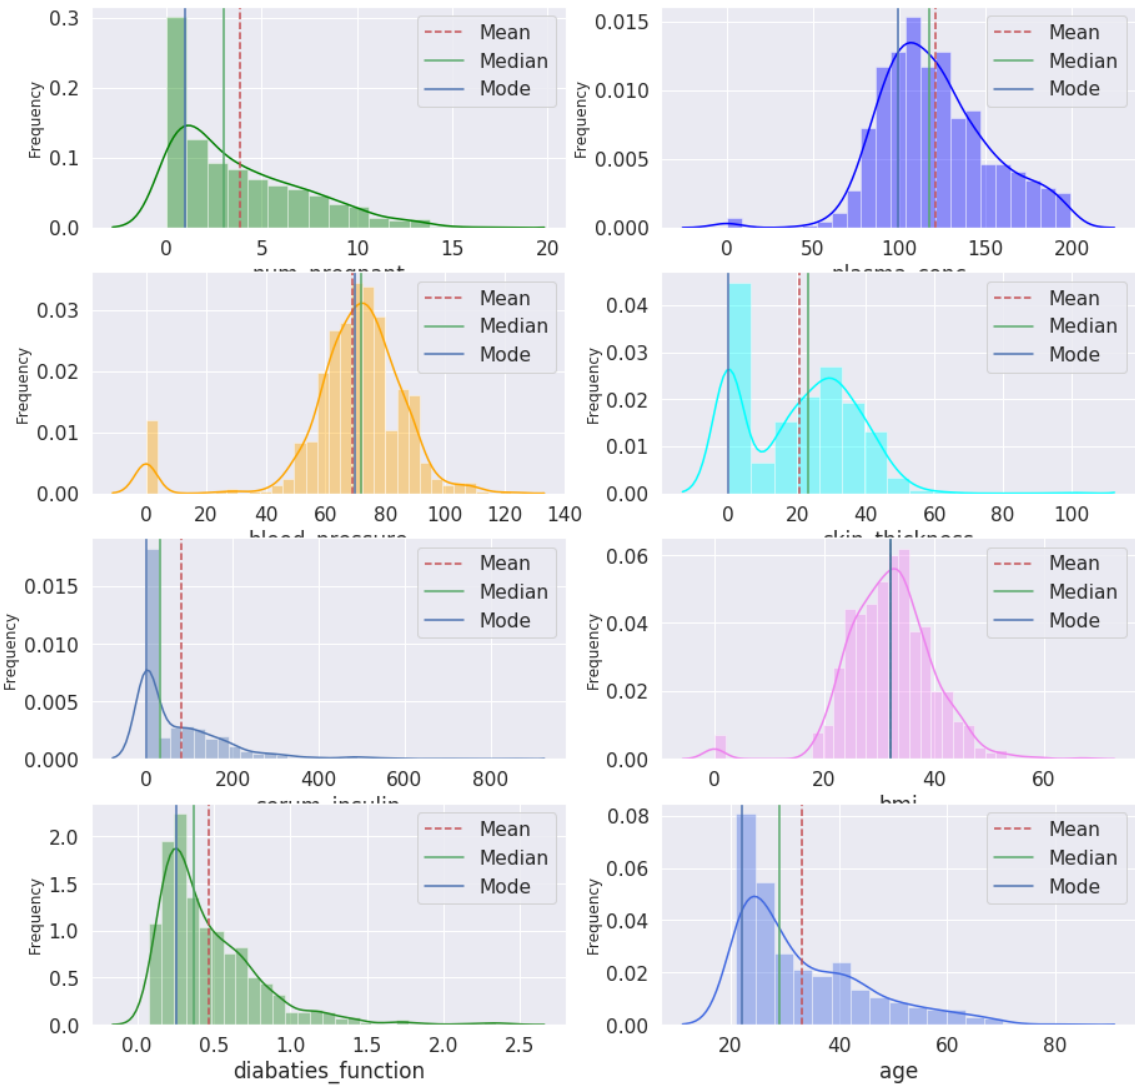 0.3
0.2
0.1
0.0
Frequency
Mean
Median
Mode
0 5 10 15 20
num_pregnant
0.015
0.010
0.005
0.000
Frequency
Mean
Median
Mode
0 50 100 150 200
plasma_conc
0.03
0.02
0.01
0.00
Frequency
Mean
Median
Mode
0 20 40 60 80 100 120 140
blood_pressure
0.04
0.03
0.02
0.01
0.00
Frequency
Mean
Median
Mode
0 20 40 60 80 100
skin_thickness
0.015
0.010
0.005
0.000
Frequency
Mean
Median
Mode
0 200 400 600 800
serum_insulin
0.06
0.04
0.02
0.00
Frequency
Mean
Median
Mode
0 20 40 60
bmi
2.0
1.5
1.0
0.5
0.0
Frequency
Mean
Median
Mode
0.0 0.5 1.0 1.5 2.0 2.5
diabaties_function
0.08
0.06
0.04
0.02
0.00
Frequency
Mean
Median
Mode
20 40 60 80
age